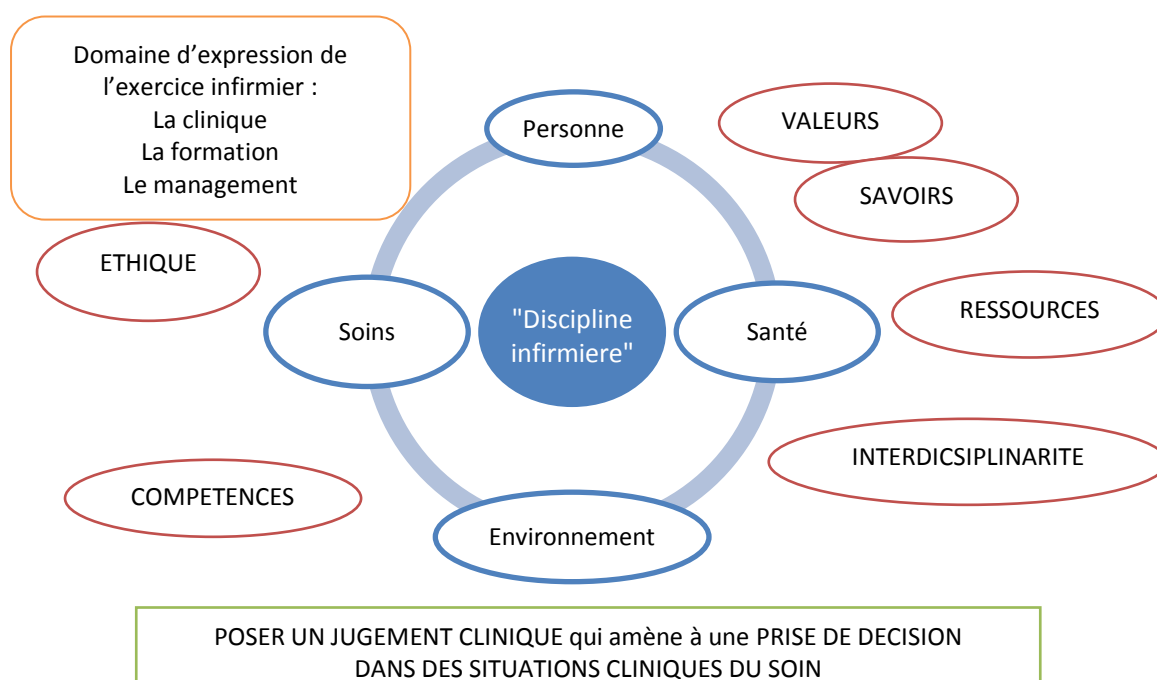 Domaine d'expression de
l'exercice infirmier :
La clinique
La formation
Le management
Personne
VALEURS
SAVOIRS
ETHIQUE
Soins
"Discipline
infirmiere"
Santé
RESSOURCES
INTERDICSIPLINARITE
COMPETENCES
Environnement
POSER UN JUGEMENT CLINIQUE qui amène à une PRISE DE DECISION
DANS DES SITUATIONS CLINIQUES DU SOIN